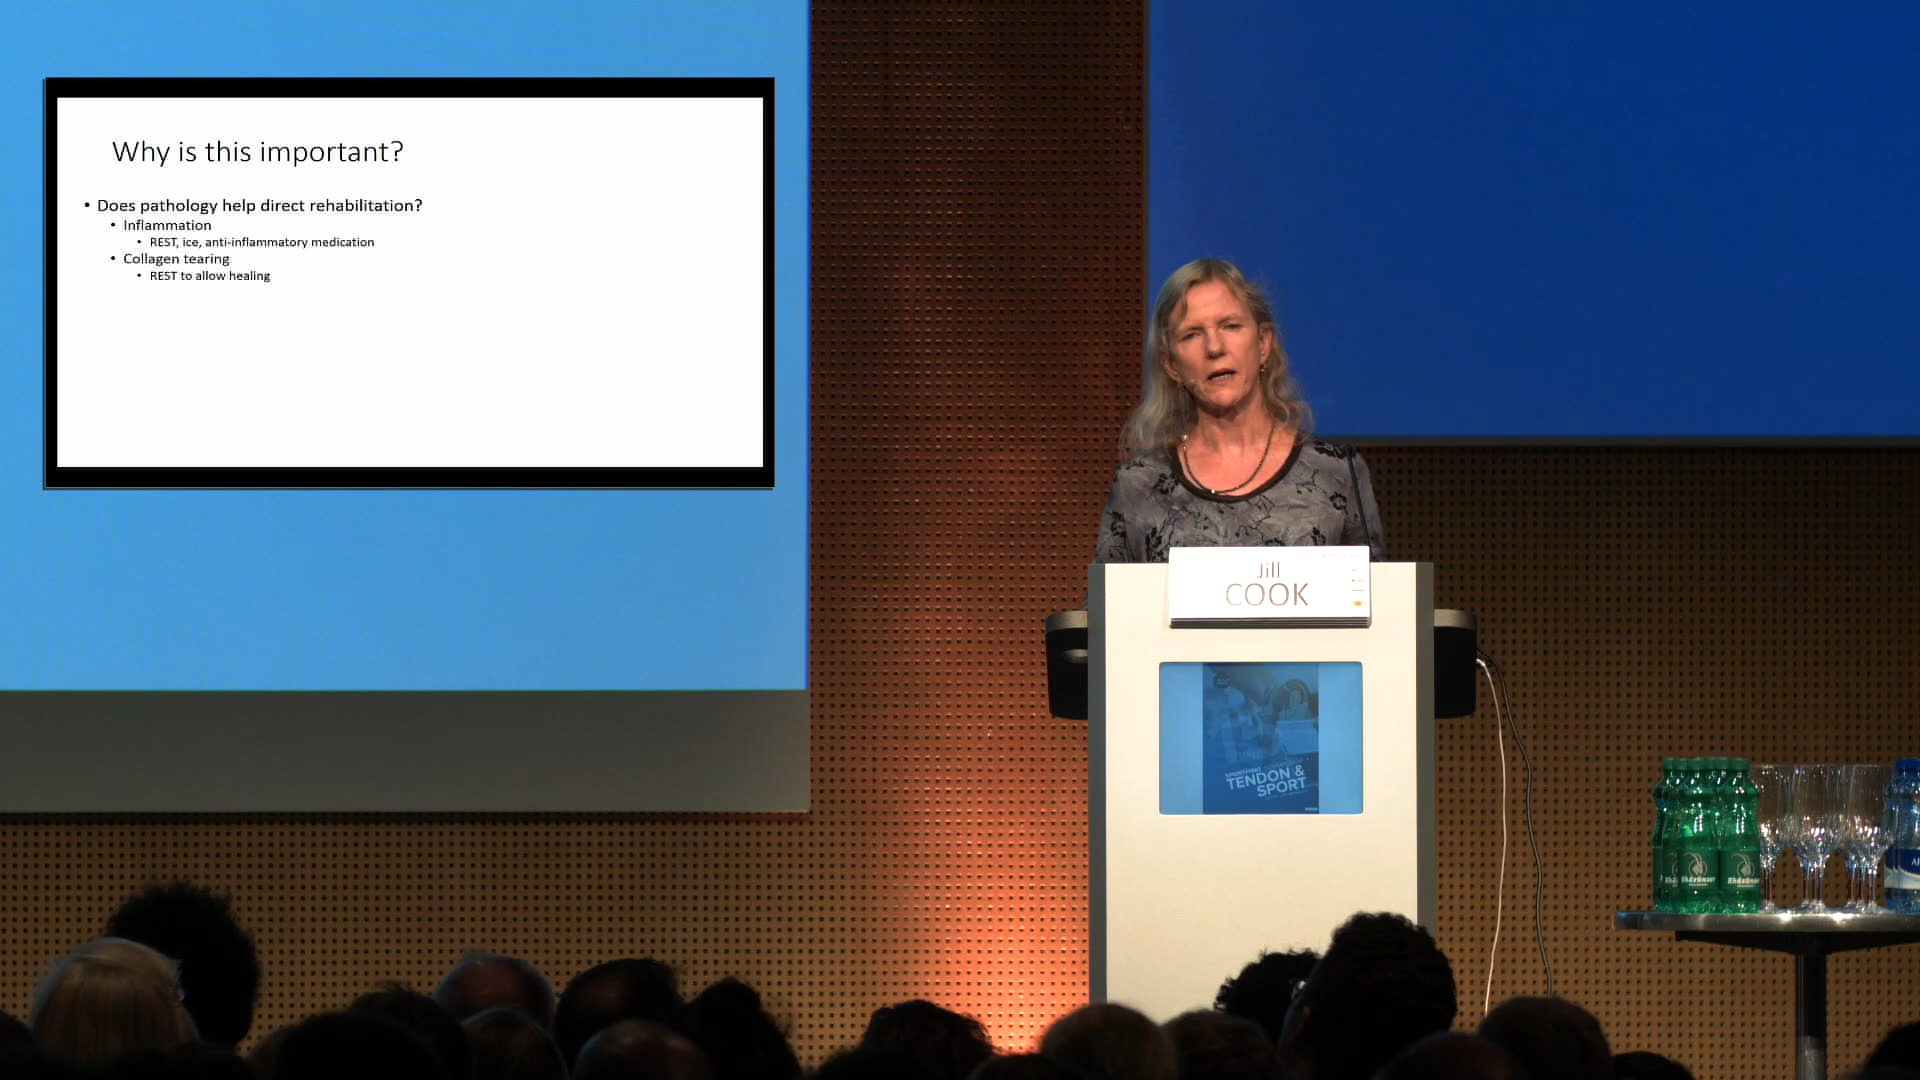 Why is this important?
• Does pathology help direct rehabilitation?
• Inflammation
• REST, ice, anti-inflammatory medication
• Collagen tearing
• REST to allow healing
Jill
COOK
TENDON &
SPORT